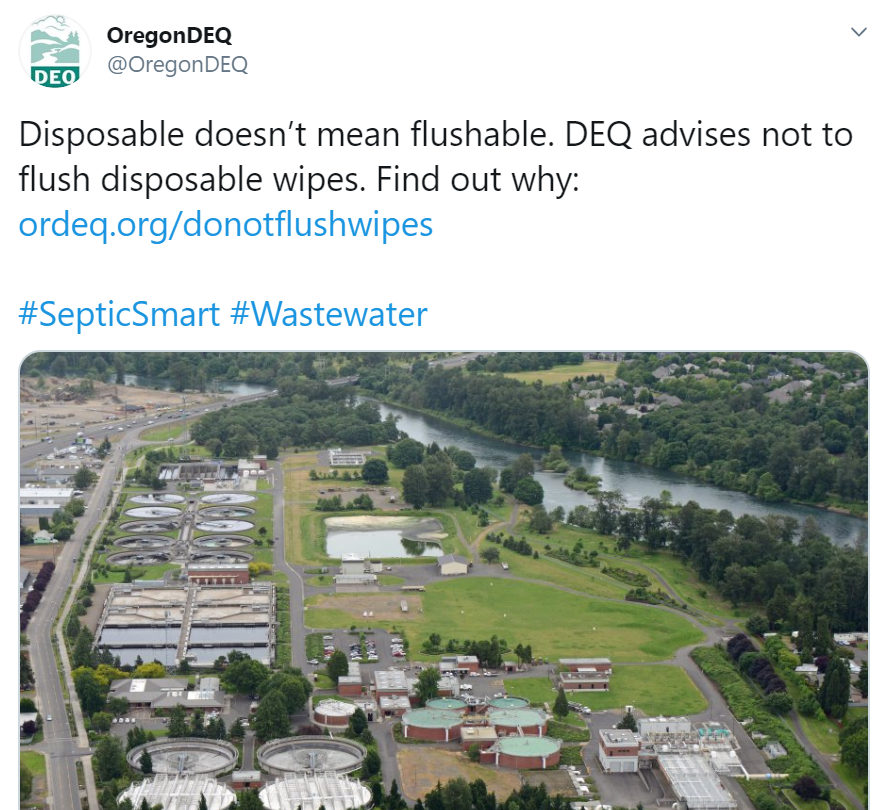 DEQ
OregonDEQ
@OregonDEQ
Disposable doesn't mean flushable. DEQ advises not to
flush disposable wipes. Find out why:
ordeq.org/donotflushwipes
#SepticSmart #Wastewater